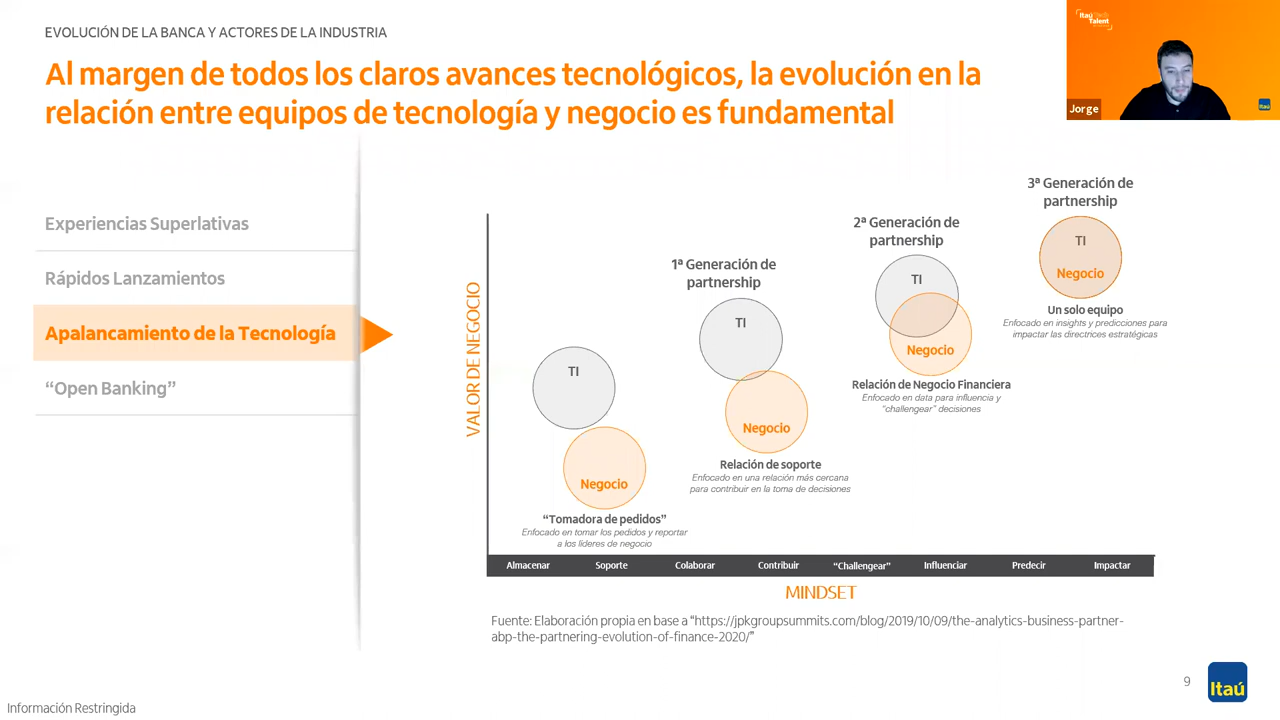 EVOLUCIÓN DE LA BANCA Y ACTORES DE LA INDUSTRIA
Al margen de todos los claros avances tecnológicos, la evolución en la
relación entre equipos de tecnología y negocio es fundamental
Itaú Tech
Talent
Jorge
Experiencias Superlativas
Rápidos Lanzamientos
Apalancamiento de la Tecnología
“Open Banking”
VALOR DE NEGOCIO
TI
Negocio
“Tomadora de pedidos”
Enfocado en tomar los pedidos y reportar
a los líderes de negocio
1ª Generación de
partnership
TI
Negocio
Relación de soporte
Enfocado en una relación más cercana
para contribuir en la toma de decisiones
2ª Generación de
partnership
TI
Negocio
Relación de Negocio Financiera
Enfocado en data para influencia y
“challengear” decisiones
3ª Generación de
partnership
TI
Negocio
Un solo equipo
Enfocado en insights y predicciones para
impactar las directrices estratégicas
Almacenar Soporte Colaborar Contribuir “Challengear” Influenciar Predecir Impactar
MINDSET
Fuente: Elaboración propia en base a “https://jpkgroupsummits.com/blog/2019/10/09/the-analytics-business-partner-
abp-the-partnering-evolution-of-finance-2020/”
9
Itaú
Información Restringida